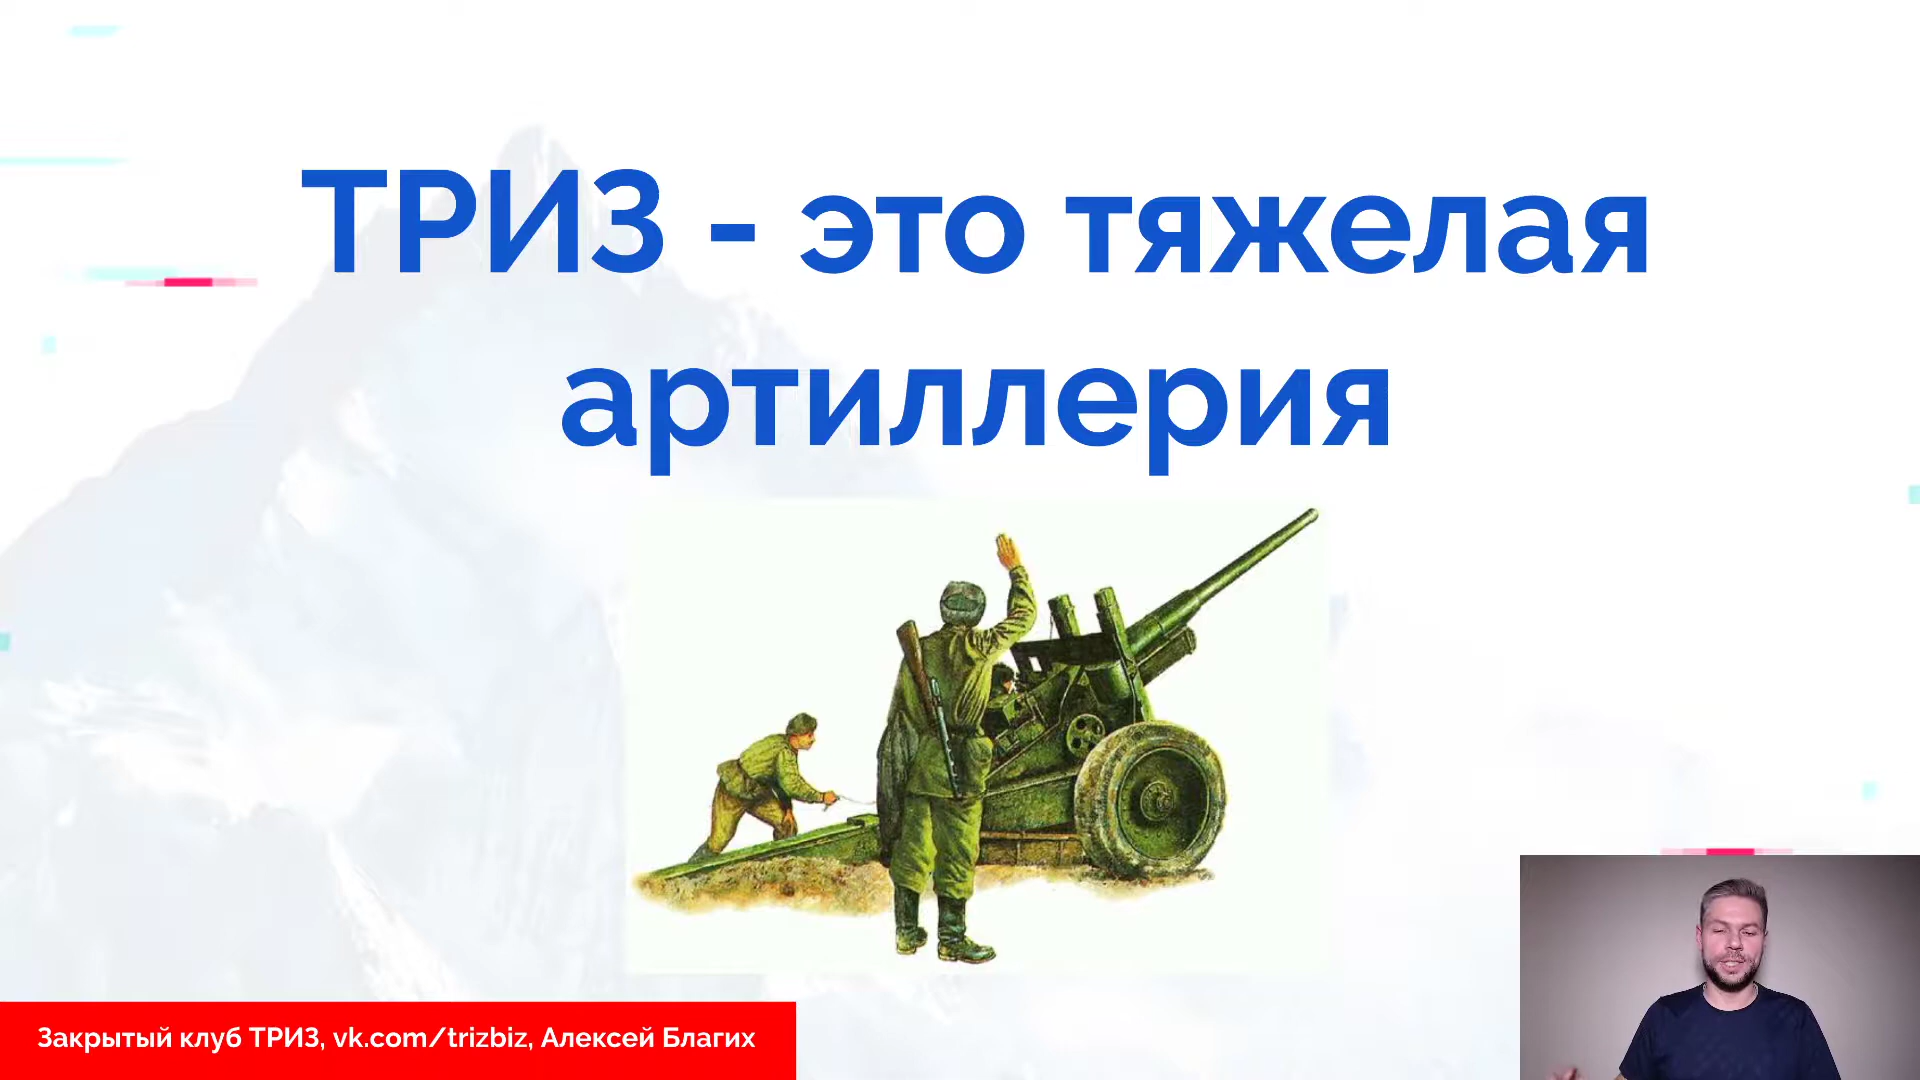 ТРИЗ - это тяжелая
артиллерия
Закрытый клуб ТРИЗ, vk.com/trizbiz, Алексей Благих